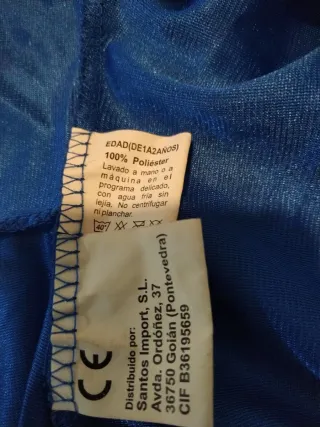 EDAD(DE1A2AÑOS)
100% Poliéster
Lavado a mano o a
máquina en el
programa delicado,
con agua fría sin
lejía. No centrifugar
ni planchar.
40°
Distribuido por:
Santos Import, S.L.
Avda. Ordóñez, 37
36750 Goián (Pontevedra)
CIF B36195659
CE